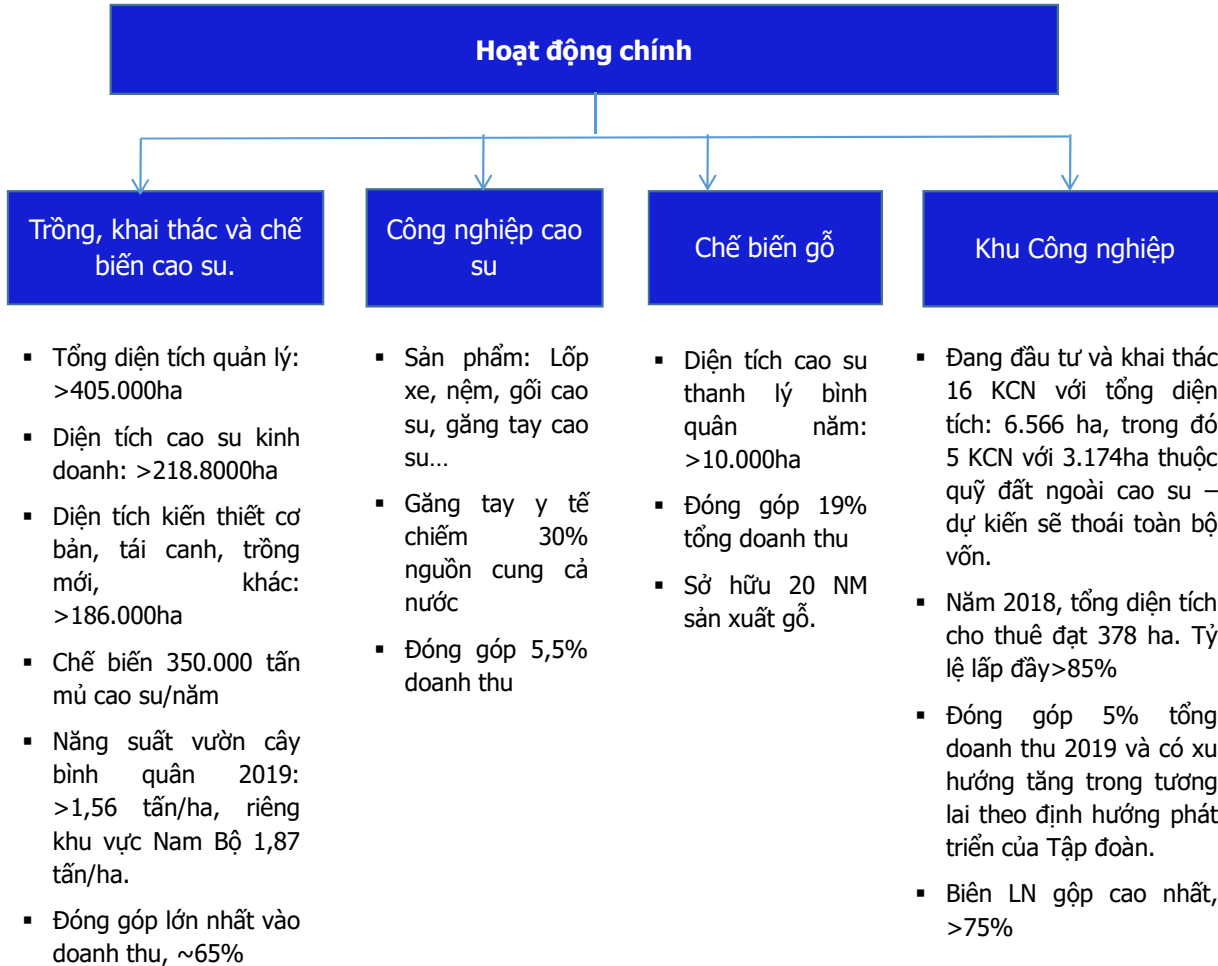 Hoạt động chính
Trồng, khai thác và chế
biến cao su.
▪ Tổng diện tích quản lý:
>405.000ha
▪ Diện tích cao su kinh
doanh: >218.8000ha
▪ Diện tích kiến thiết cơ
bản, tái canh, trồng
mới, khác:
>186.000ha
▪ Chế biến 350.000 tấn
mủ cao su/năm
▪ Năng suất vườn cây
bình quân 2019:
>1,56 tấn/ha, riêng
khu vực Nam Bộ 1,87
tấn/ha.
▪ Đóng góp lớn nhất vào
doanh thu, ~65%
Công nghiệp cao
su
▪ Sản phẩm: Lốp
xe, nệm, gối cao
su, găng tay cao
su…
▪ Găng tay y tế
chiếm 30%
nguồn cung cả
nước
▪ Đóng góp 5,5%
doanh thu
Chế biến gỗ
▪ Diện tích cao su
thanh lý bình
quân năm:
>10.000ha
▪ Đóng góp 19%
tổng doanh thu
▪ Sở hữu 20 NM
sản xuất gỗ.
Khu Công nghiệp
▪ Đang đầu tư và khai thác
16 KCN với tổng diện
tích: 6.566 ha, trong đó
5 KCN với 3.174ha thuộc
quỹ đất ngoài cao su –
dự kiến sẽ thoái toàn bộ
vốn.
▪ Năm 2018, tổng diện tích
cho thuê đạt 378 ha. Tỷ
lệ lấp đầy>85%
▪ Đóng góp 5% tổng
doanh thu 2019 và có xu
hướng tăng trong tương
lai theo định hướng phát
triển của Tập đoàn.
▪ Biên LN gộp cao nhất,
>75%